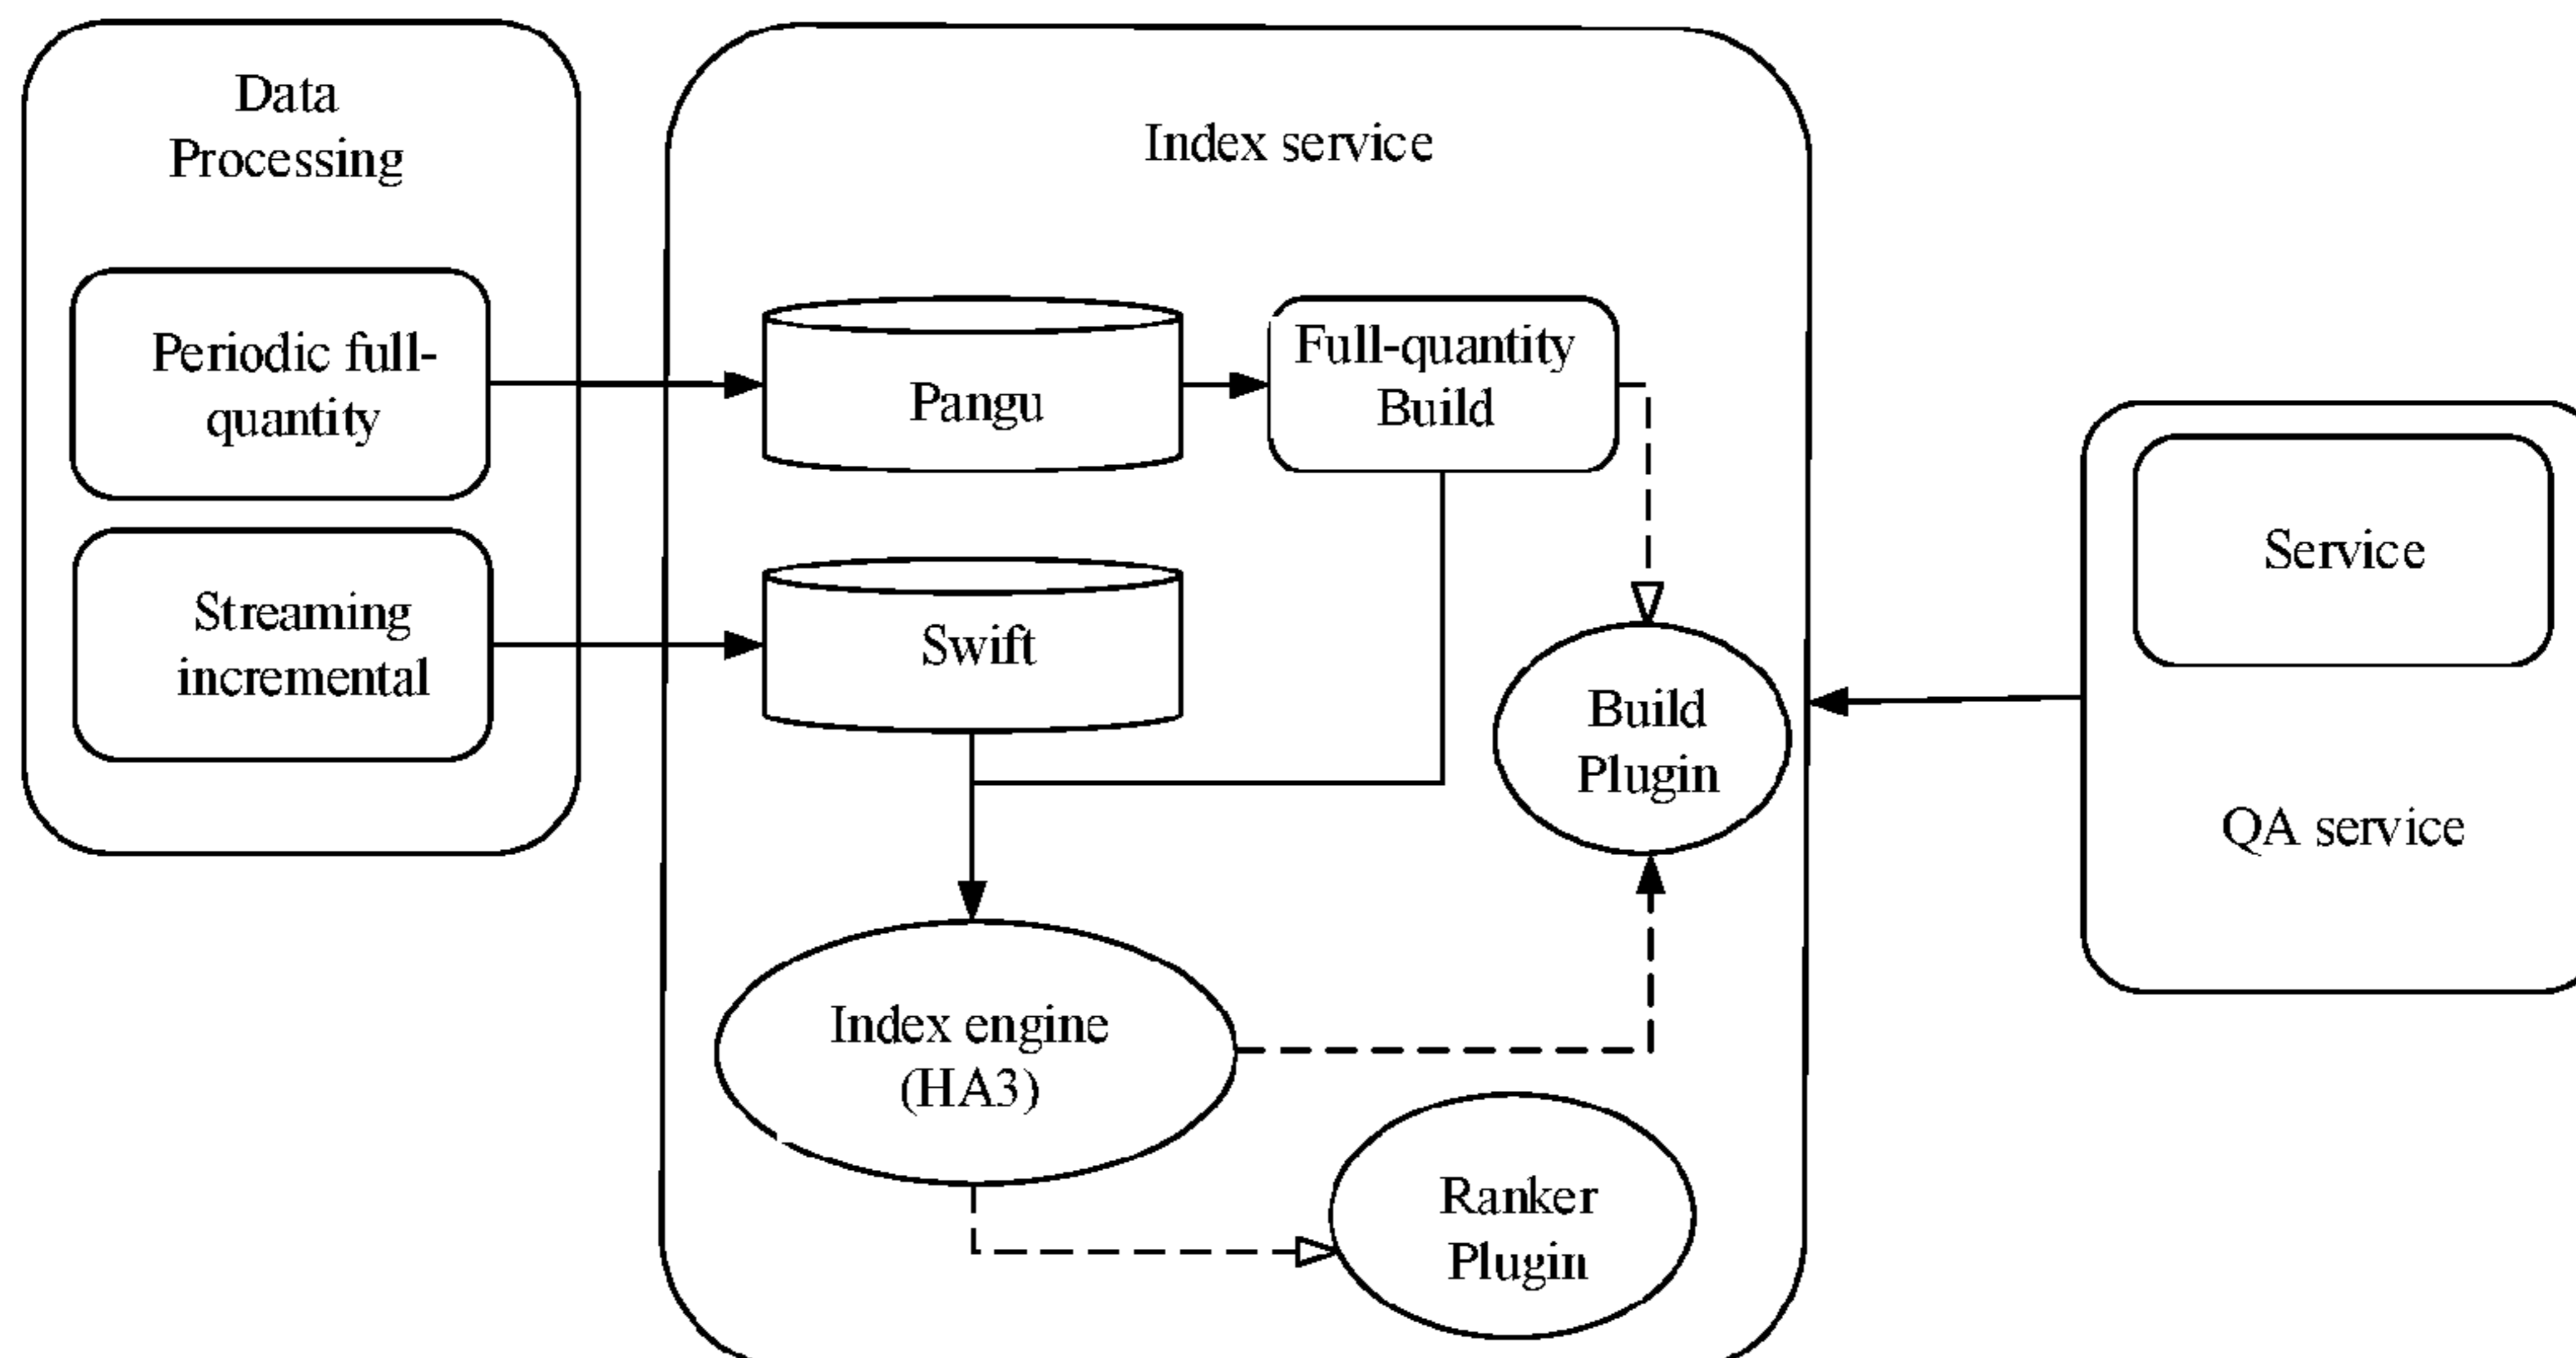 Data
Processing
Periodic full-
quantity
Streaming
incremental
Index service
Pangu
Full-quantity
Build
Swift
Build
Plugin
Index engine
(HA3)
Ranker
Plugin
Service
QA service